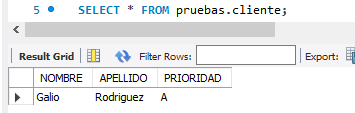 5 SELECT * FROM pruebas.cliente;
Result Grid Filter Rows: Export:
NOMBRE APELLIDO PRIORIDAD
Galio Rodriguez A